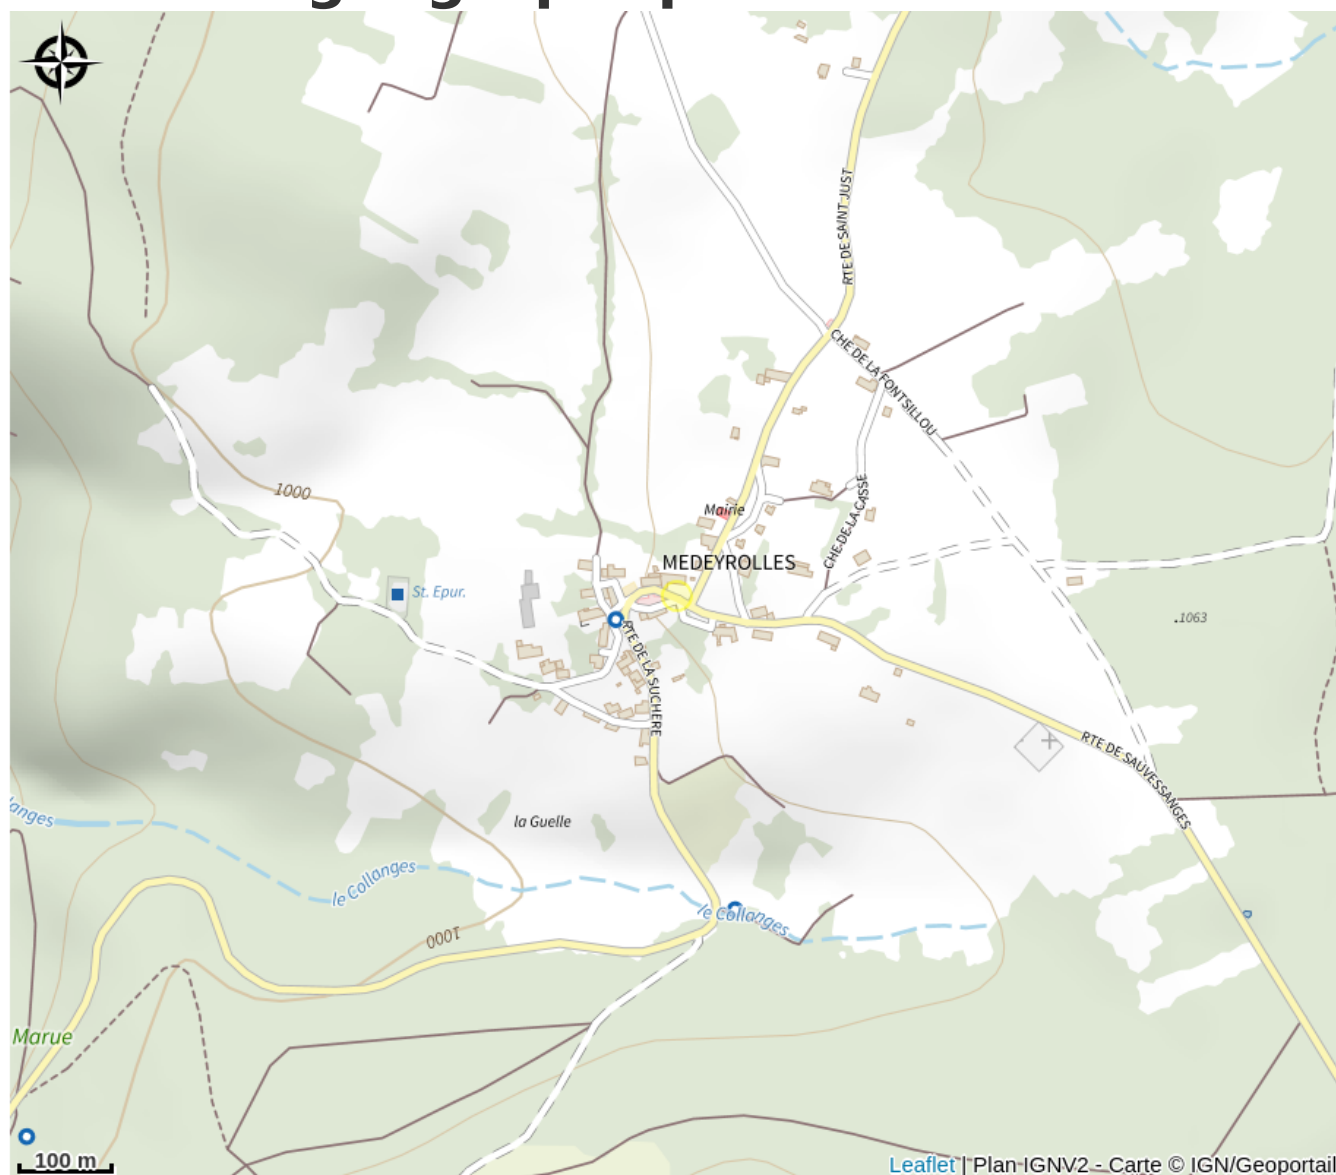 RTE DE SAINT JUST
CHE DE LA FONTSILLOU
1000
Mairie
CHE DE LA CASSE
MEDEYROLLES
St. Epur.
.1063
RTE DE LA SUCHERE
RTE DE SAUVESSANGES
langes
la Guelle
le Collanges
le Collanges
1000
Marue
100 m
Leaflet | Plan IGNV2 - Carte © IGN/Geoportail